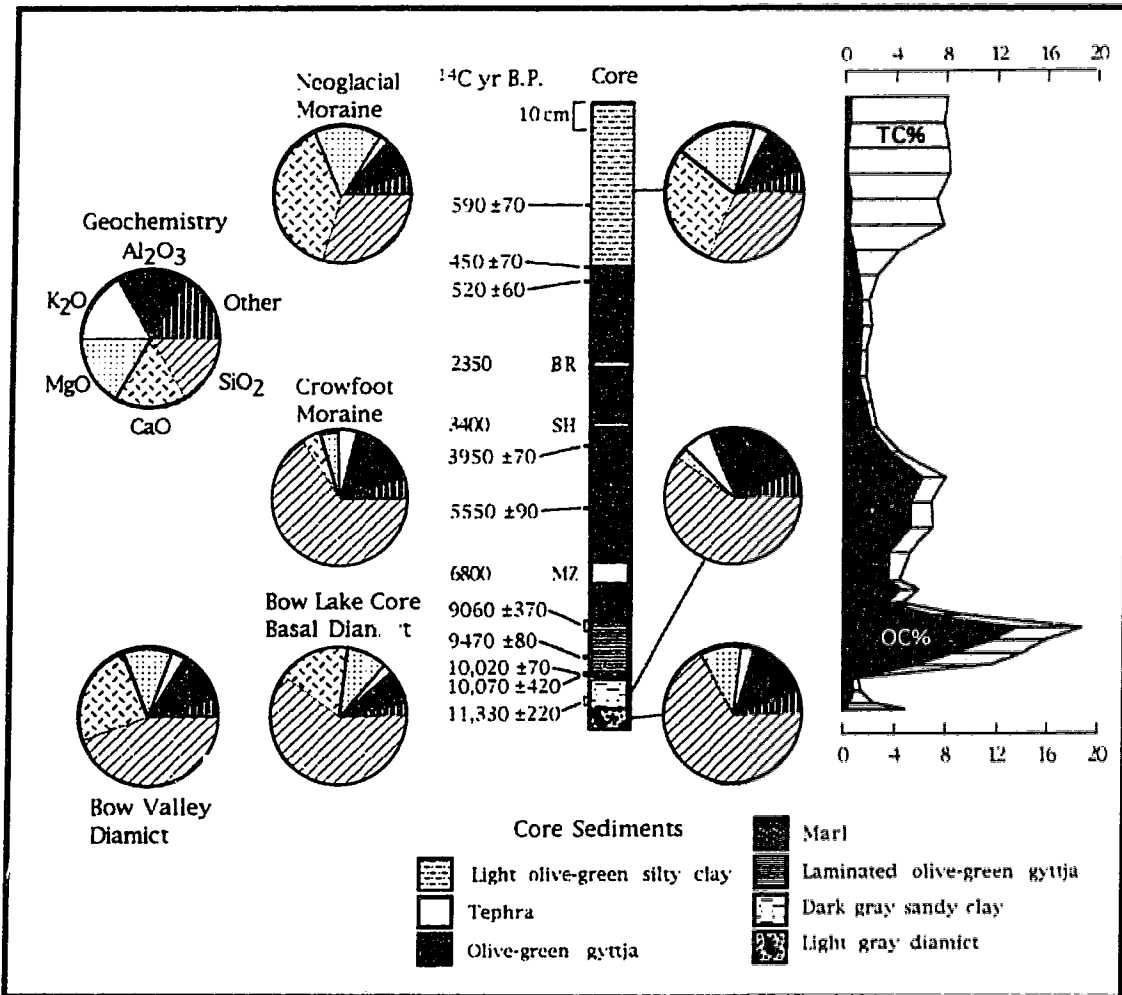 0 4 8 12 16 20
Neoglacial
Moraine
¹⁴C yr B.P.
Core
10 cm
TC%
590 ±70
Geochemistry
Al₂O₃
K₂O
Other
MgO
SiO₂
CaO
450 ±70
520 ±60
2350 BR
Crowfoot
Moraine
3400 SH
3950 ±70
5550 ±90
6800 MZ
Bow Lake Core
Basal
9060 ±370
9470 ±80
10,020 ±70
10,070 ±420
11,330 ±220
OC%
0 4 8 12 16 20
Bow Valley
Diamict
Core Sediments
Light olive-green silty clay
Tephra
Olive-green gyttja
Marl
Laminated olive-green gyttja
Dark gray sandy clay
Light gray diamict